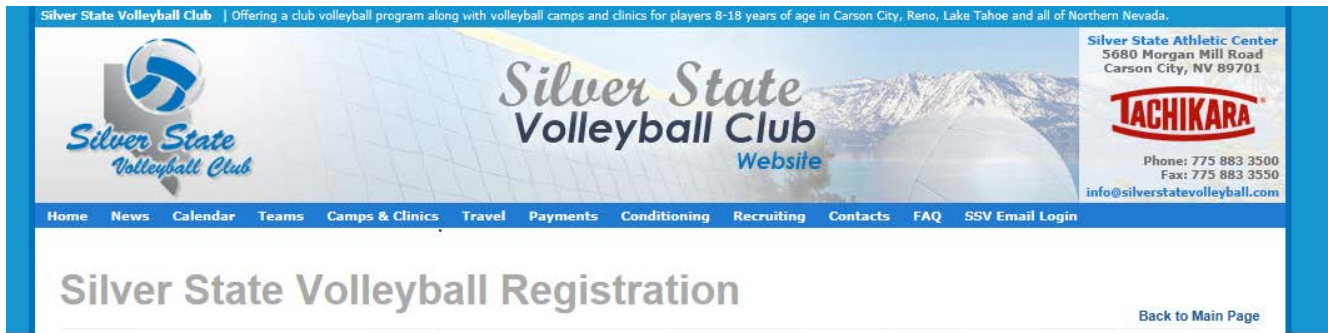 Silver State Volleyball Club | Offering a club volleyball program along with volleyball camps and clinics for players 8-18 years of age in Carson City, Reno, Lake Tahoe and all of Northern Nevada.
Silver State
Volleyball Club
Silver State
Volleyball Club
Website
Silver State Athletic Center
5680 Morgan Mill Road
Carson City, NV 89701
TACHIKARA
Phone: 775 883 3500
Fax: 775 883 3550
info@silverstatevolleyball.com
Home News Calendar Teams Camps & Clinics Travel Payments Conditioning Recruiting Contacts FAQ SSV Email Login
Silver State Volleyball Registration
Back to Main Page